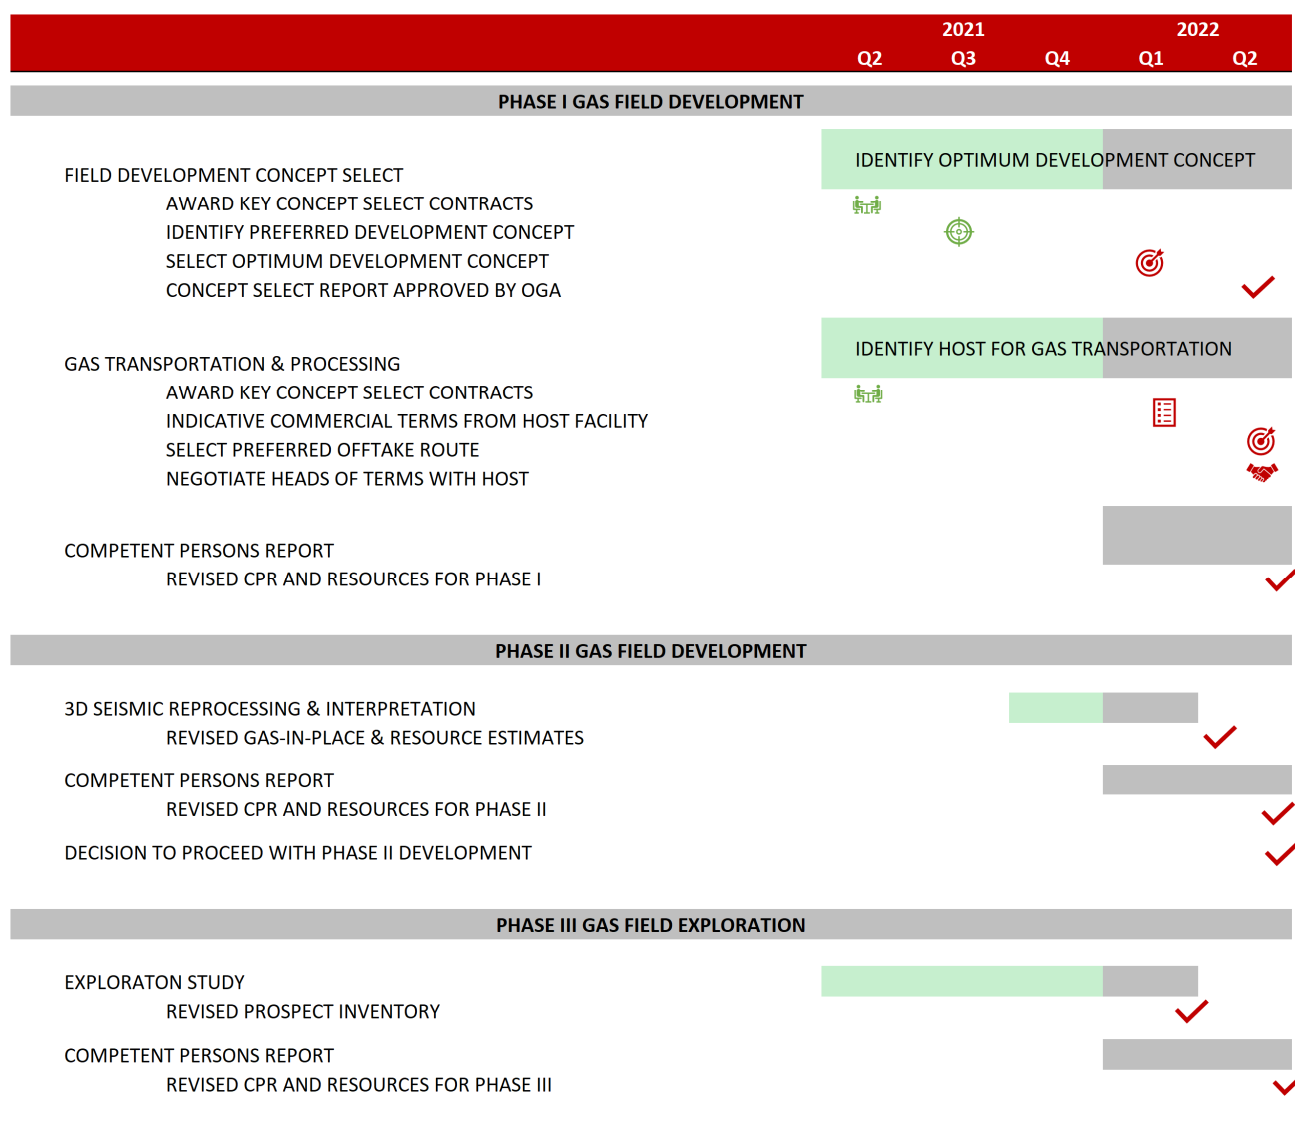 2021 2022
Q2 Q3 Q4 Q1 Q2
PHASE I GAS FIELD DEVELOPMENT
IDENTIFY OPTIMUM DEVELOPMENT CONCEPT
FIELD DEVELOPMENT CONCEPT SELECT
AWARD KEY CONCEPT SELECT CONTRACTS
IDENTIFY PREFERRED DEVELOPMENT CONCEPT
SELECT OPTIMUM DEVELOPMENT CONCEPT
CONCEPT SELECT REPORT APPROVED BY OGA
IDENTIFY HOST FOR GAS TRANSPORTATION
GAS TRANSPORTATION & PROCESSING
AWARD KEY CONCEPT SELECT CONTRACTS
INDICATIVE COMMERCIAL TERMS FROM HOST FACILITY
SELECT PREFERRED OFFTAKE ROUTE
NEGOTIATE HEADS OF TERMS WITH HOST
COMPETENT PERSONS REPORT
REVISED CPR AND RESOURCES FOR PHASE I
PHASE II GAS FIELD DEVELOPMENT
3D SEISMIC REPROCESSING & INTERPRETATION
REVISED GAS-IN-PLACE & RESOURCE ESTIMATES
COMPETENT PERSONS REPORT
REVISED CPR AND RESOURCES FOR PHASE II
DECISION TO PROCEED WITH PHASE II DEVELOPMENT
PHASE III GAS FIELD EXPLORATION
EXPLORATON STUDY
REVISED PROSPECT INVENTORY
COMPETENT PERSONS REPORT
REVISED CPR AND RESOURCES FOR PHASE III